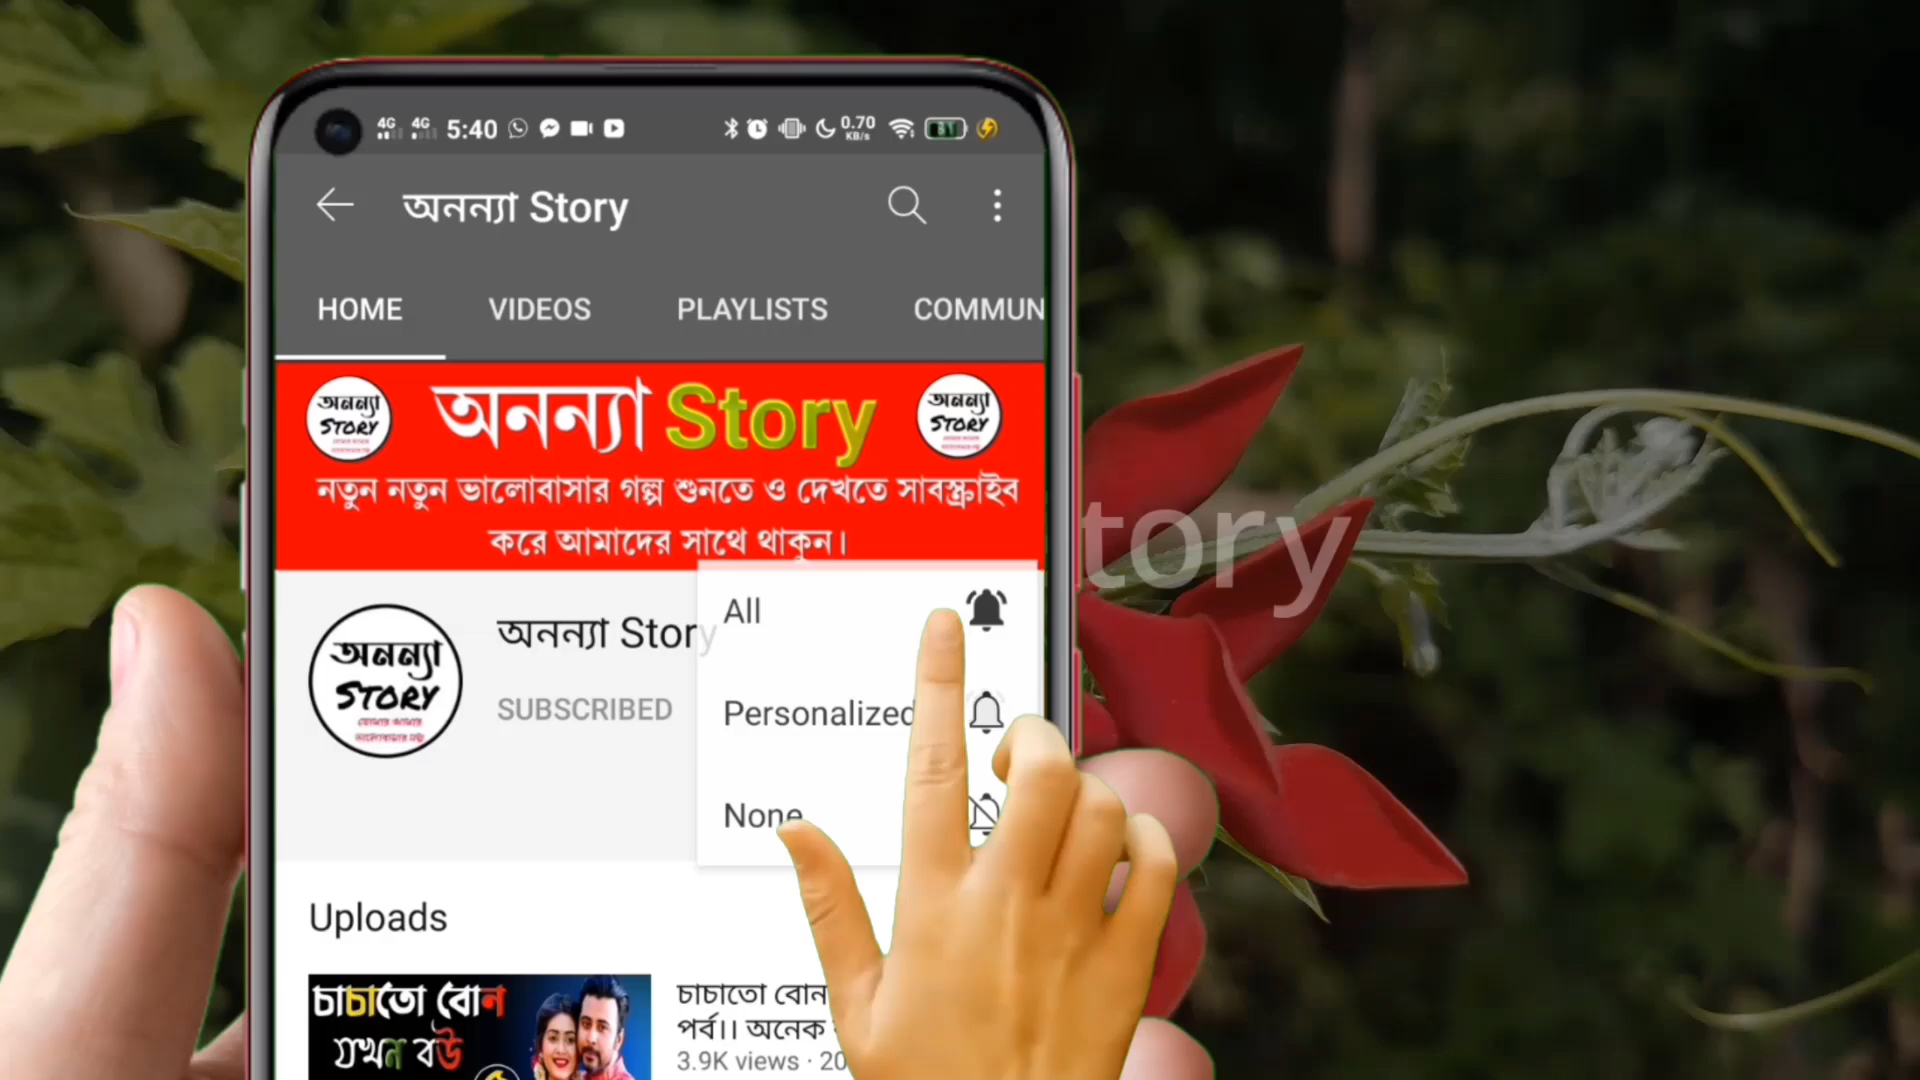 4G 4G 5:40 0.70 KB/s
অনন্যা Story
HOME VIDEOS PLAYLISTS COMMUN
অনন্যা STORY
অনন্যা Story
অনন্যা STORY
নতুন নতুন ভালোবাসার গল্প শুনতে ও দেখতে সাবস্ক্রাইব
করে আমাদের সাথে থাকুন।
tory
All
অনন্যা Story
অনন্যা
STORY
SUBSCRIBED
Personalized
None
Uploads
চাচাতো বোন
যখন বউ
চাচাতো বোন
পর্ব।। অনেক
3.9K views · 20